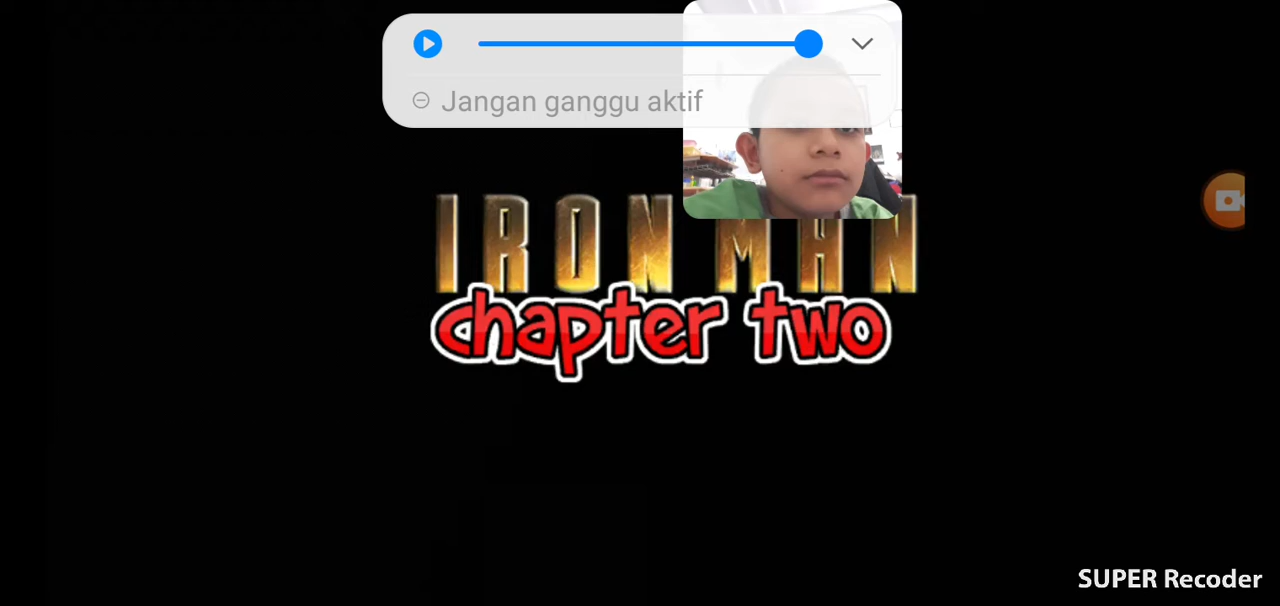 Jangan ganggu aktif
IRON MAN
chapter two
SUPER Recoder